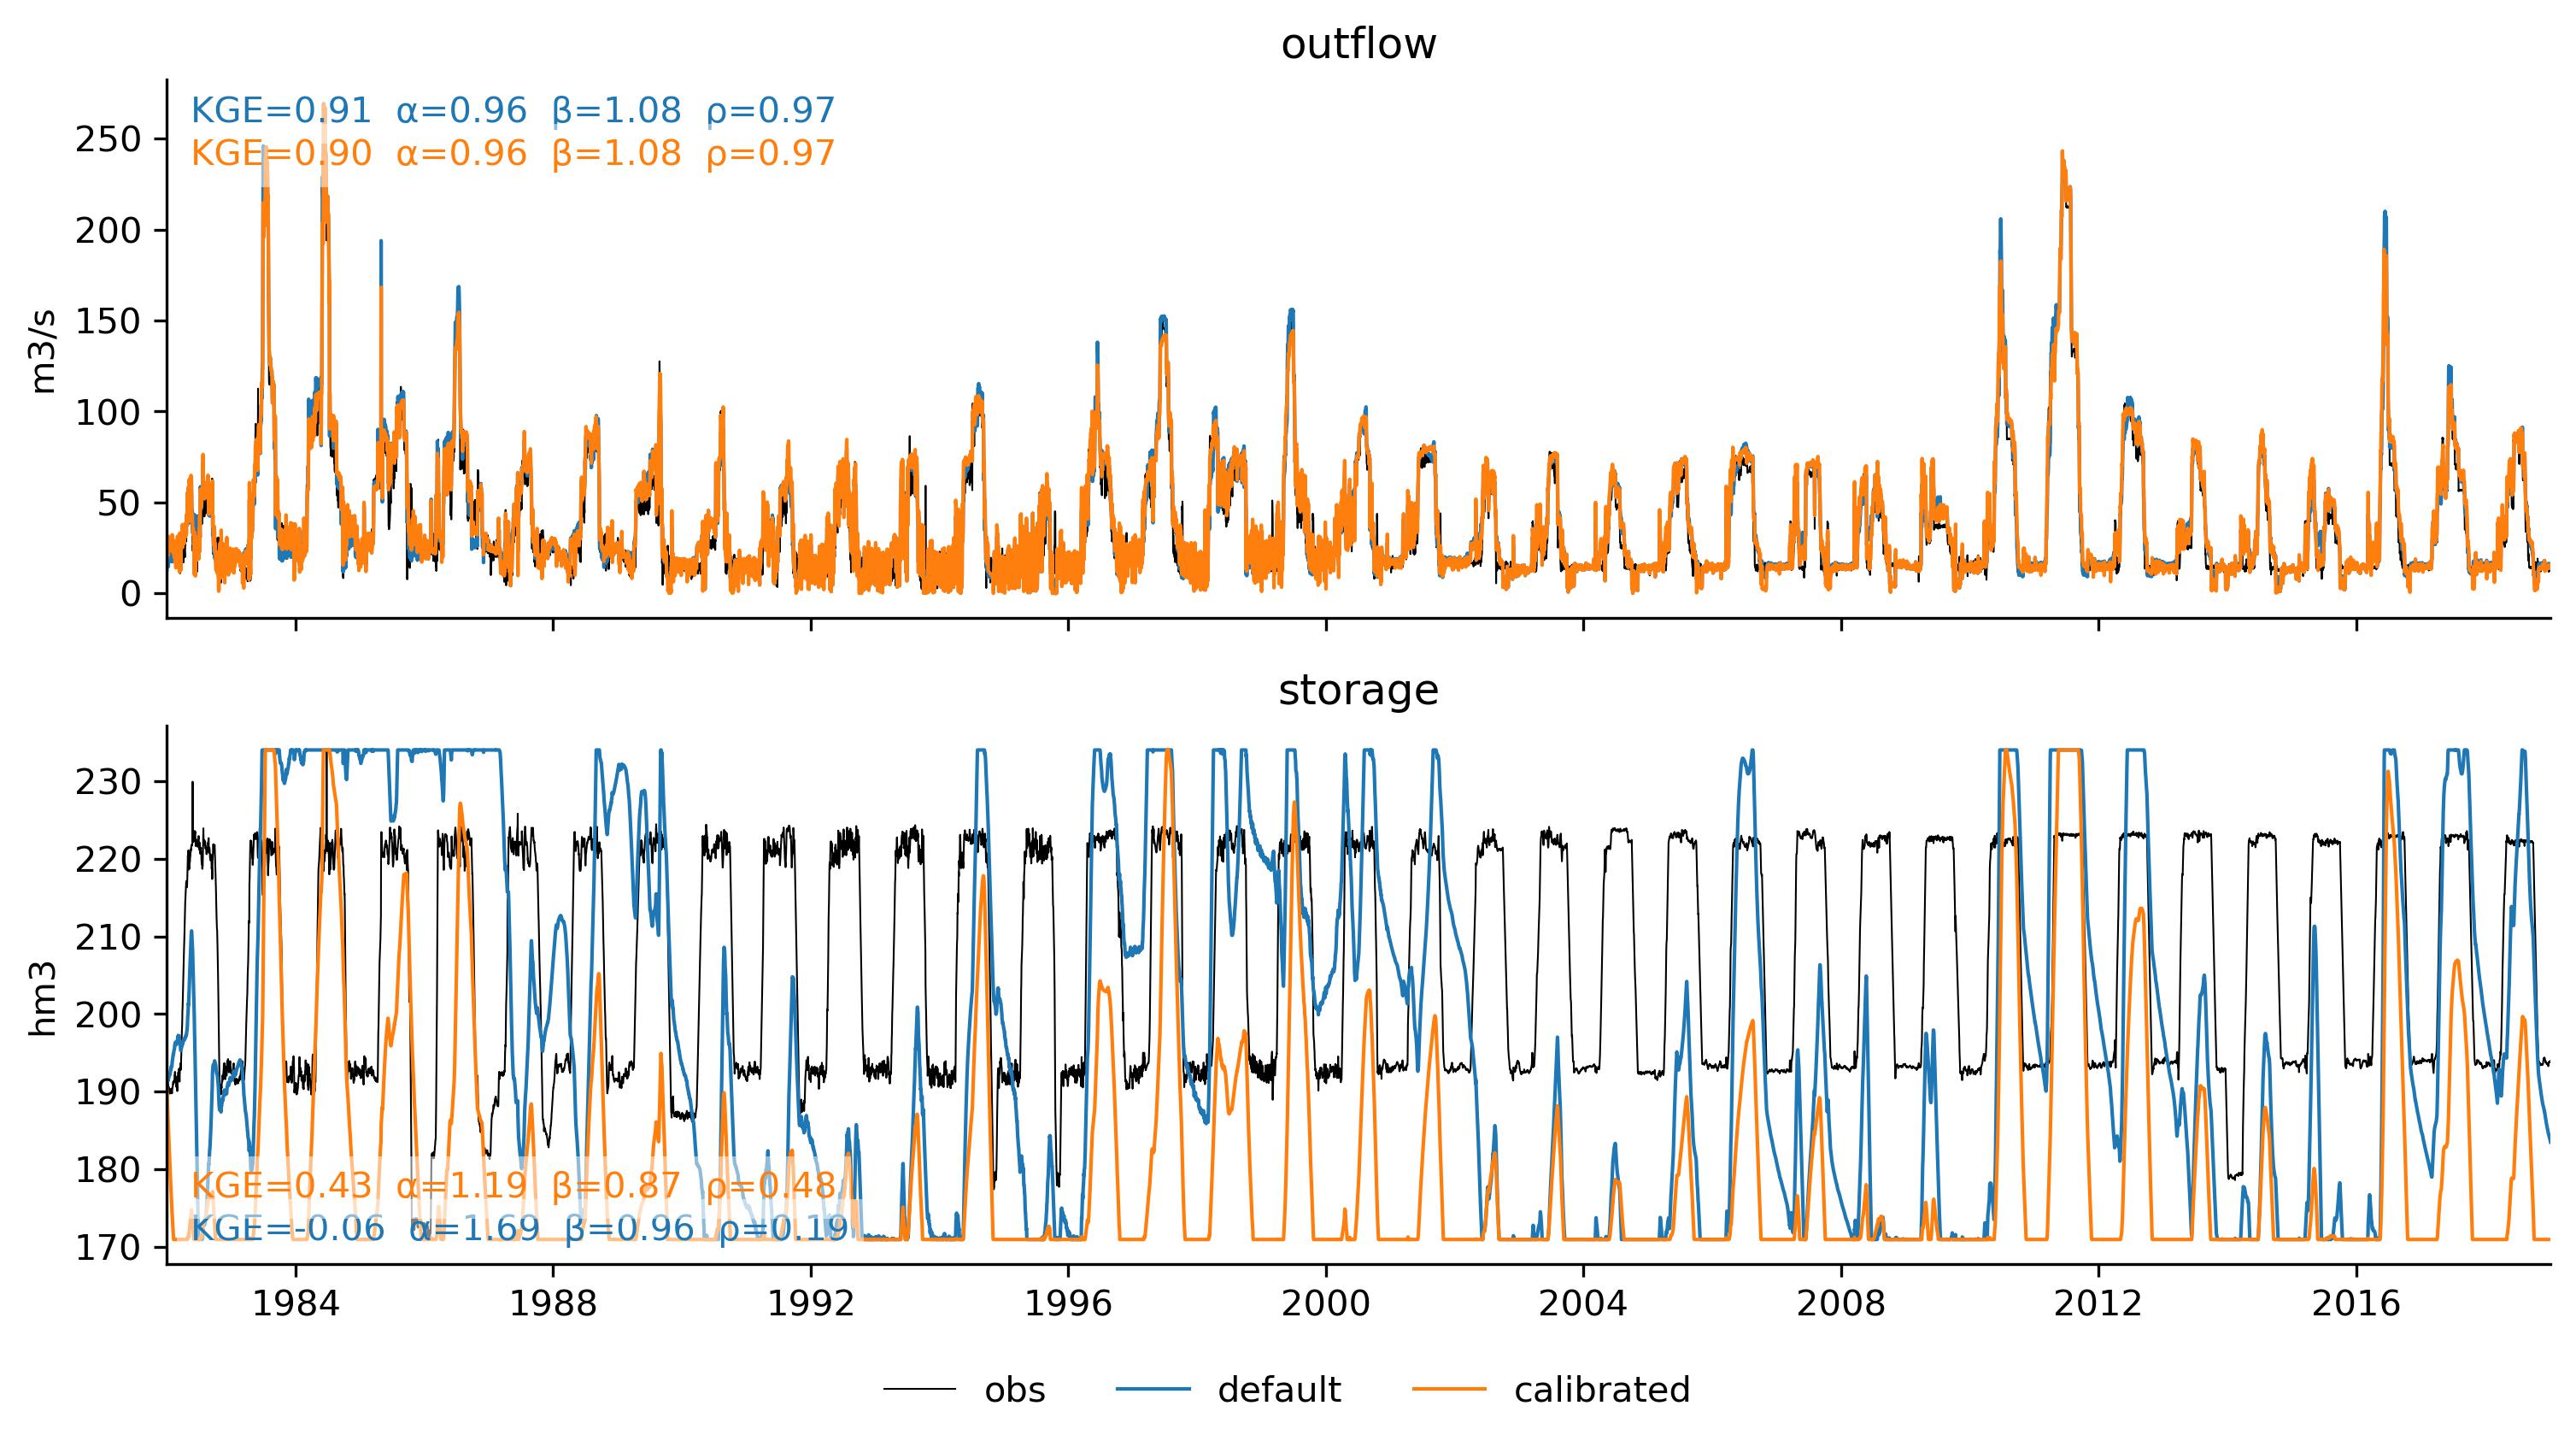 outflow
KGE=0.91 α=0.96 β=1.08 ρ=0.97
KGE=0.90 α=0.96 β=1.08 ρ=0.97
m3/s
250
200
150
100
50
0
storage
hm3
230
220
210
200
190
180
170
KGE=0.43 α=1.19 β=0.87 ρ=0.48
KGE=-0.06 α=1.69 β=0.96 ρ=0.19
1984 1988 1992 1996 2000 2004 2008 2012 2016
obs default calibrated